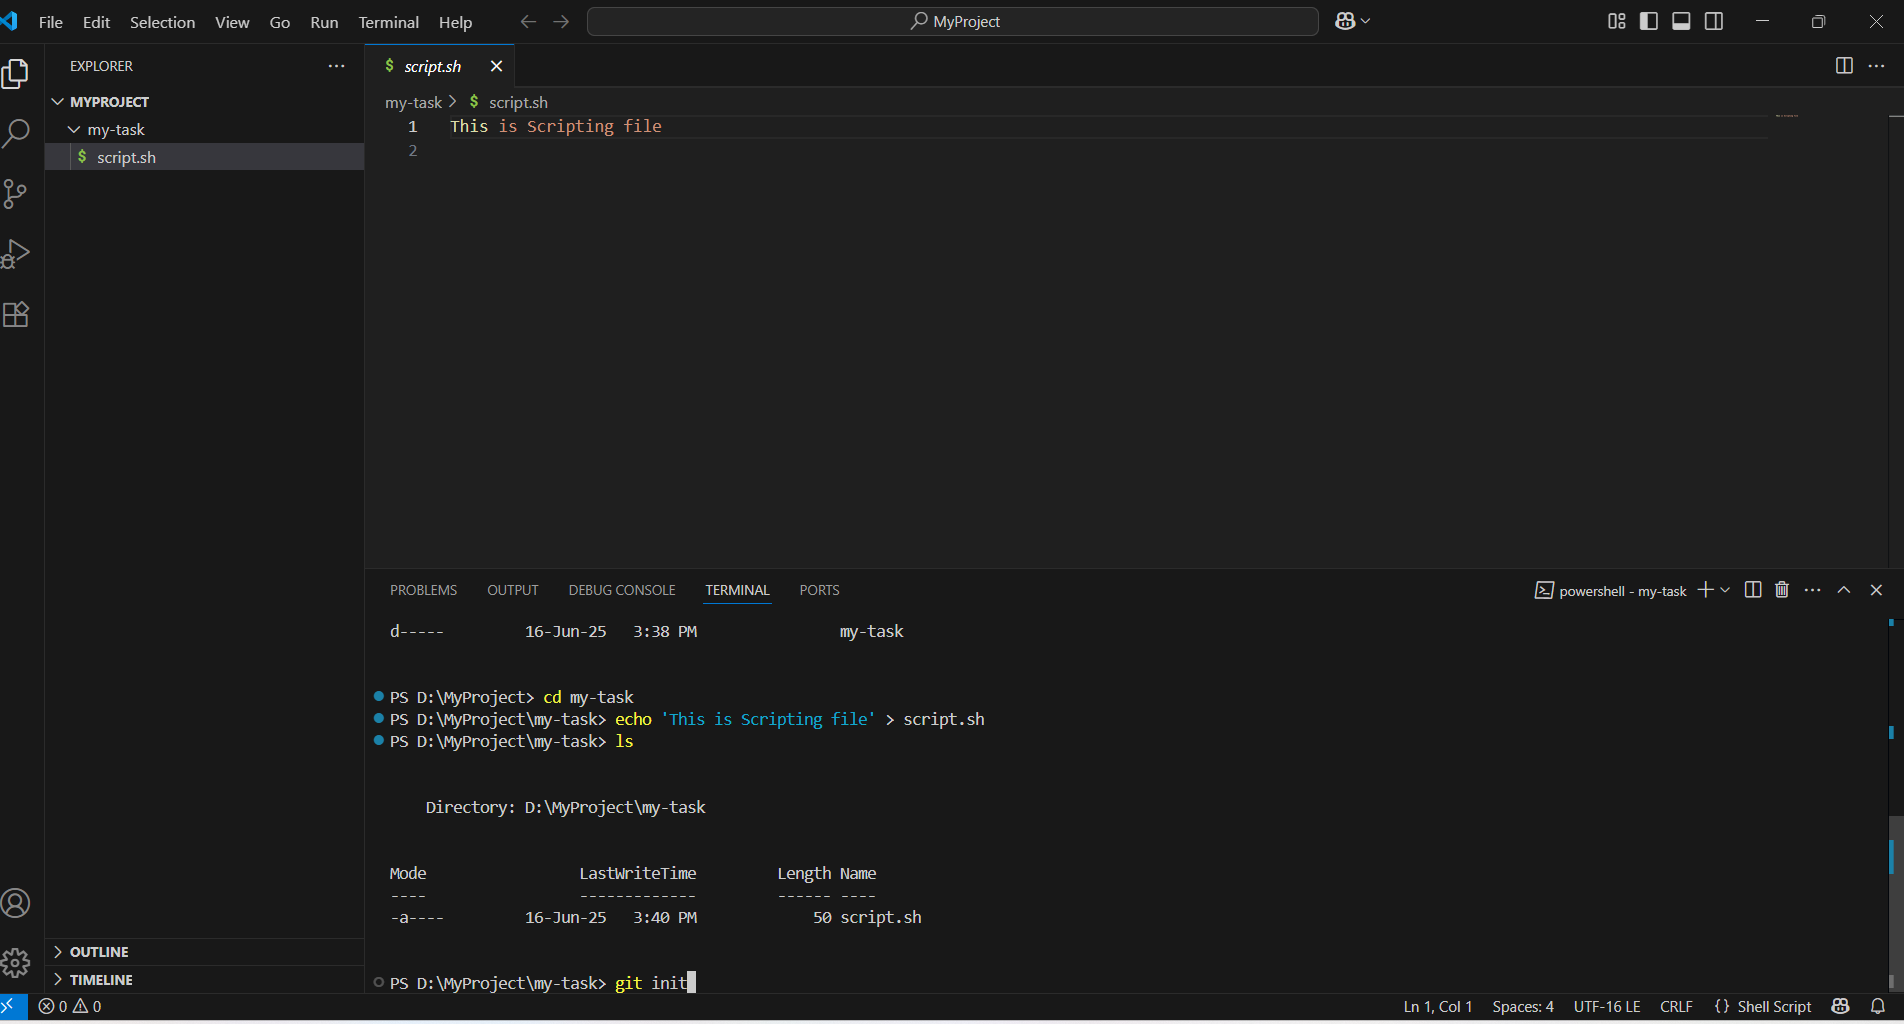 File Edit Selection View Go Run Terminal Help MyProject
EXPLORER ...
MYPROJECT
my-task
$ script.sh
$ script.sh
my-task > $ script.sh
1 This is Scripting file
2
PROBLEMS OUTPUT DEBUG CONSOLE TERMINAL PORTS powershell - my-task
d----- 16-Jun-25 3:38 PM my-task
PS D:\MyProject> cd my-task
PS D:\MyProject\my-task> echo 'This is Scripting file' > script.sh
PS D:\MyProject\my-task> ls
Directory: D:\MyProject\my-task
Mode LastWriteTime Length Name
---- ------------- ------ ----
-a---- 16-Jun-25 3:40 PM 50 script.sh
PS D:\MyProject\my-task> git init
OUTLINE
TIMELINE
0 0 Ln 1, Col 1 Spaces: 4 UTF-16 LE CRLF {} Shell Script